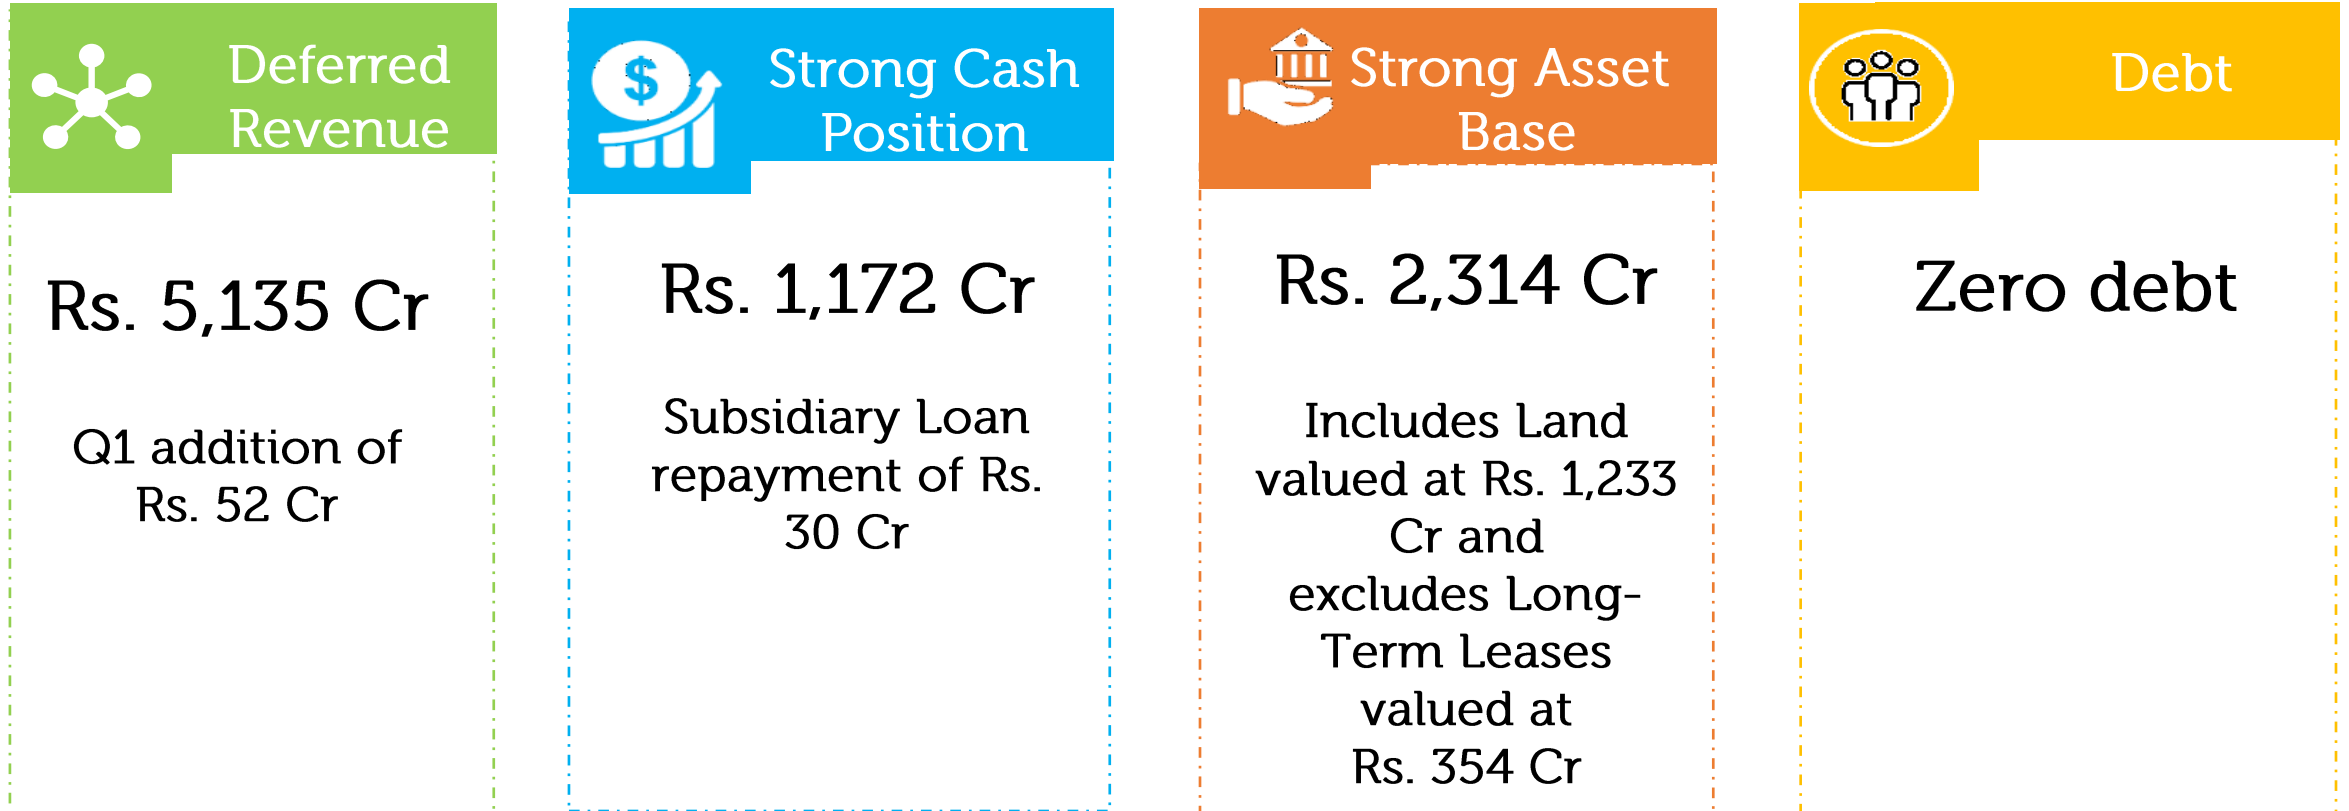 Deferred
Revenue
Rs. 5,135 Cr
Q1 addition of
Rs. 52 Cr
$
Strong Cash
Position
Rs. 1,172 Cr
Subsidiary Loan
repayment of Rs.
30 Cr
Strong Asset
Base
Rs. 2,314 Cr
Includes Land
valued at Rs. 1,233
Cr and
excludes Long-
Term Leases
valued at
Rs. 354 Cr
Debt
Zero debt